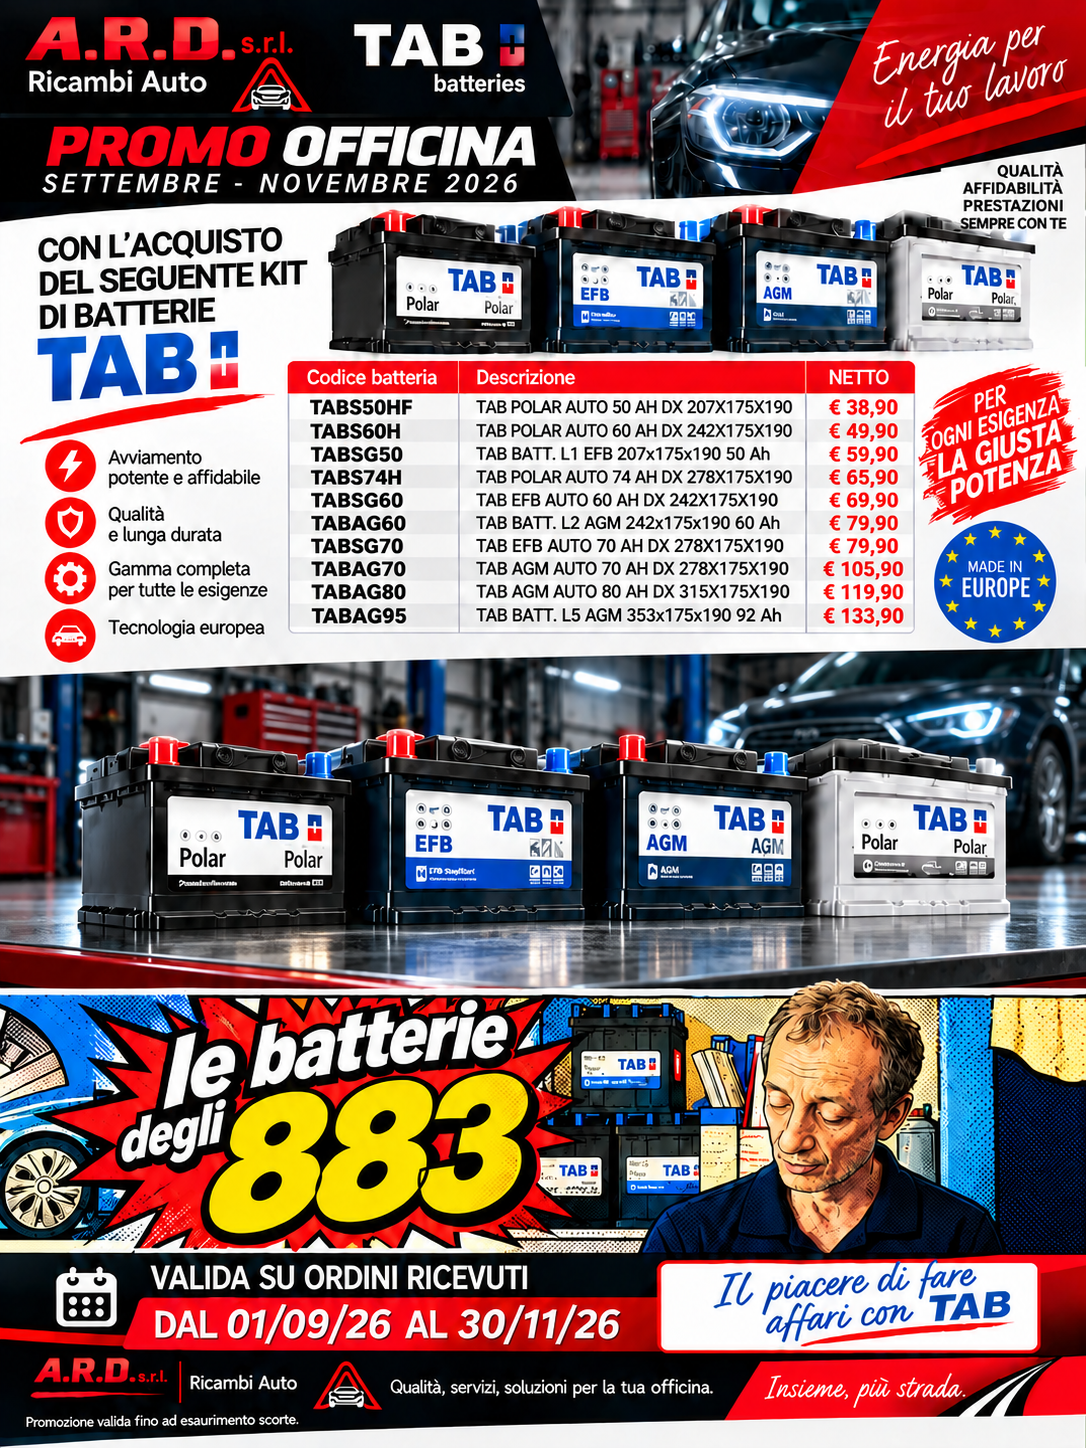 A.R.D. s.r.l.
Ricambi Auto
TAB
batteries
Energia per
il tuo lavoro
PROMO OFFICINA
SETTEMBRE - NOVEMBRE 2026
QUALITÀ
AFFIDABILITÀ
PRESTAZIONI
SEMPRE CON TE
CON L'ACQUISTO
DEL SEGUENTE KIT
DI BATTERIE
TAB
TAB
Polar Polar
TAB
EFB
TAB
AGM
TAB
Polar Polar
Codice batteria Descrizione NETTO
TABS50HF TAB POLAR AUTO 50 AH DX 207X175X190 € 38,90
TABS60H TAB POLAR AUTO 60 AH DX 242X175X190 € 49,90
TABSG50 TAB BATT. L1 EFB 207x175x190 50 Ah € 59,90
TABS74H TAB POLAR AUTO 74 AH DX 278X175X190 € 65,90
TABSG60 TAB EFB AUTO 60 AH DX 242X175X190 € 69,90
TABAG60 TAB BATT. L2 AGM 242x175x190 60 Ah € 79,90
TABSG70 TAB EFB AUTO 70 AH DX 278X175X190 € 79,90
TABAG70 TAB AGM AUTO 70 AH DX 278X175X190 € 105,90
TABAG80 TAB AGM AUTO 80 AH DX 315X175X190 € 119,90
TABAG95 TAB BATT. L5 AGM 353x175x190 92 Ah € 133,90
Avviamento
potente e affidabile
Qualità
e lunga durata
Gamma completa
per tutte le esigenze
Tecnologia europea
PER
OGNI ESIGENZA
LA GIUSTA
POTENZA
MADE IN
EUROPE
TAB
Polar Polar
TAB
EFB
TAB
AGM AGM
AGM
TAB
Polar Polar
le batterie
degli 883
TAB
TAB
TAB
VALIDA SU ORDINI RICEVUTI
DAL 01/09/26 AL 30/11/26
Il piacere di fare
affari con TAB
A.R.D. s.r.l.
Ricambi Auto
Qualità, servizi, soluzioni per la tua officina.
Insieme, più strada.
Promozione valida fino ad esaurimento scorte.